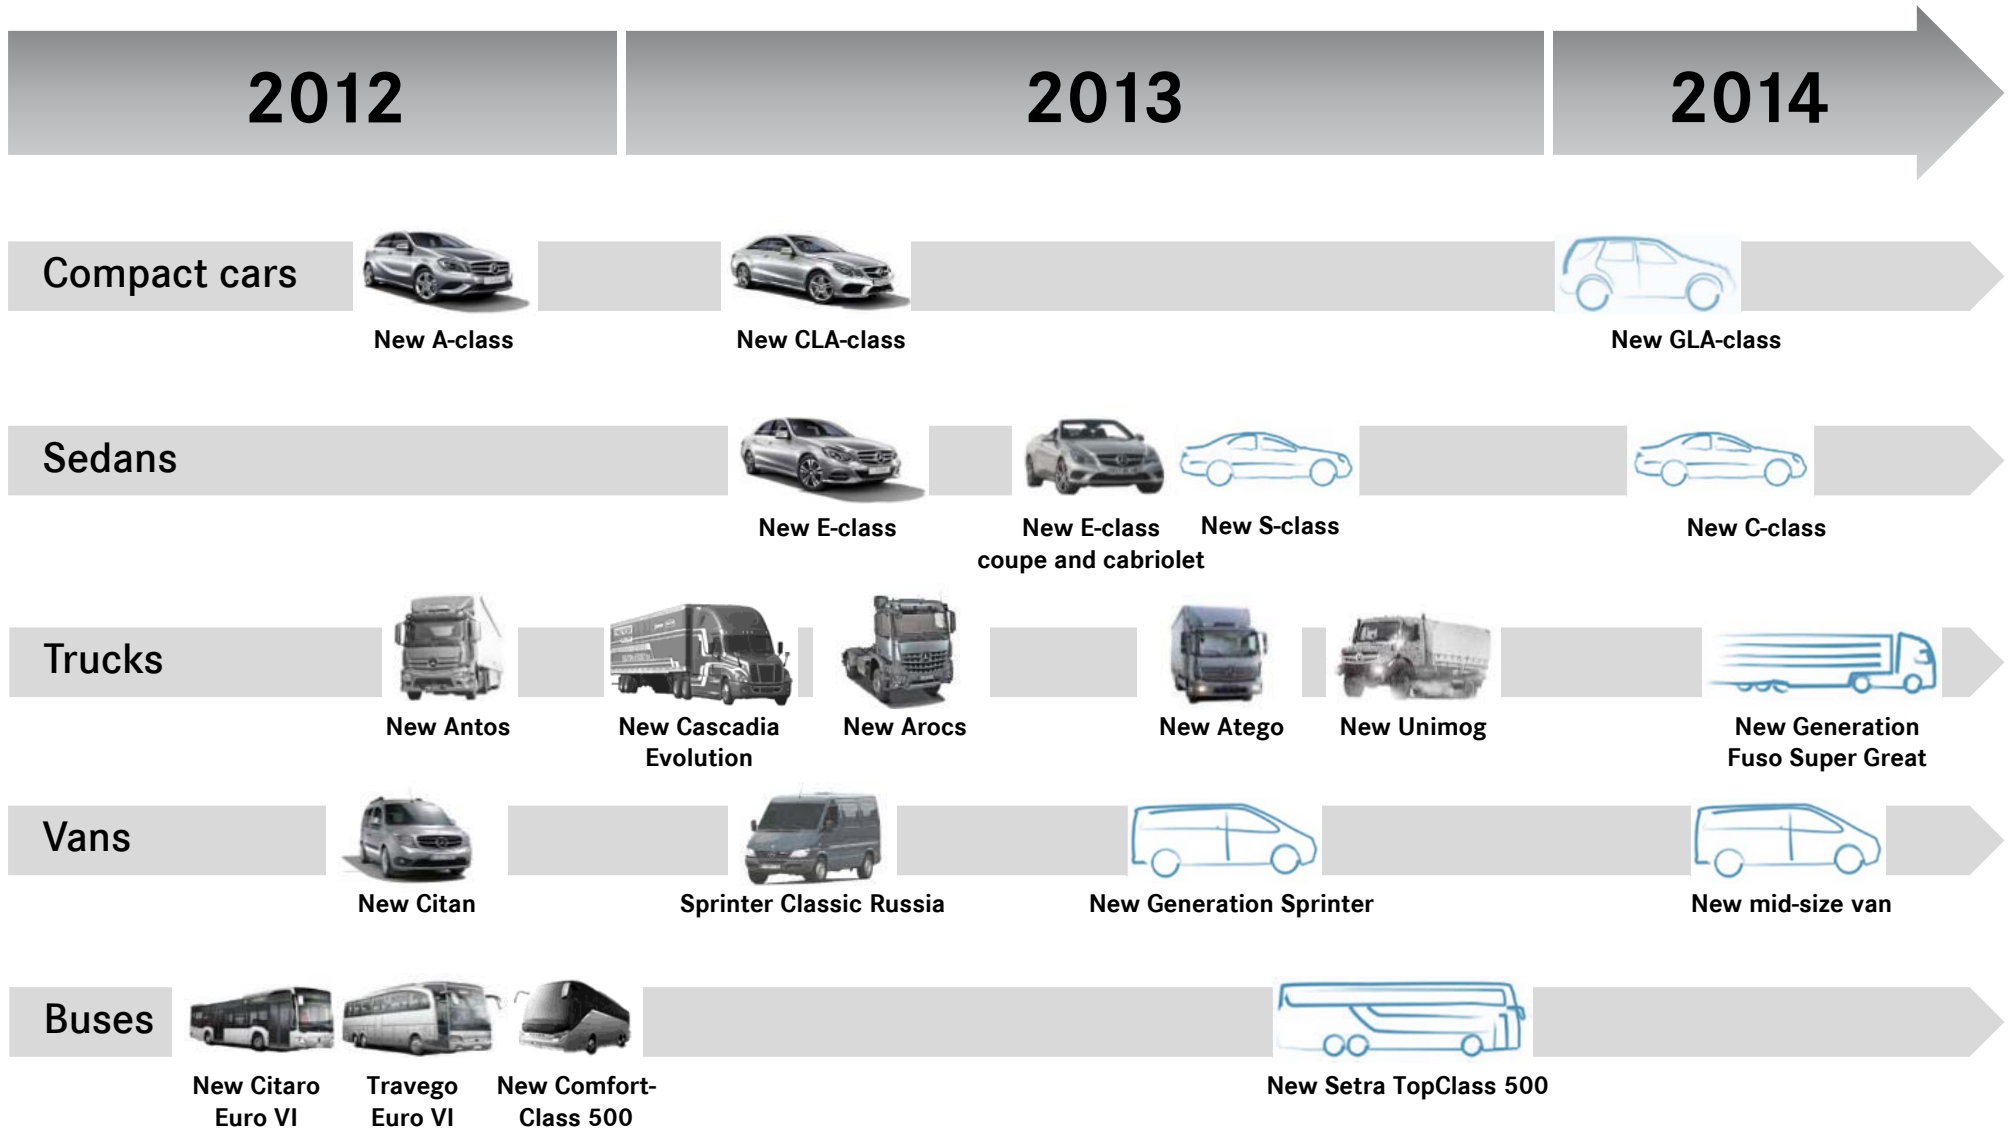 2012
2013
2014
Compact cars
New A-class
New CLA-class
New GLA-class
Sedans
New E-class
New E-class
coupe and cabriolet
New S-class
New C-class
Trucks
New Antos
New Cascadia
Evolution
New Arocs
New Atego
New Unimog
New Generation
Fuso Super Great
Vans
New Citan
Sprinter Classic Russia
New Generation Sprinter
New mid-size van
Buses
New Citaro
Euro VI
Travego
Euro VI
New Comfort-
Class 500
New Setra TopClass 500